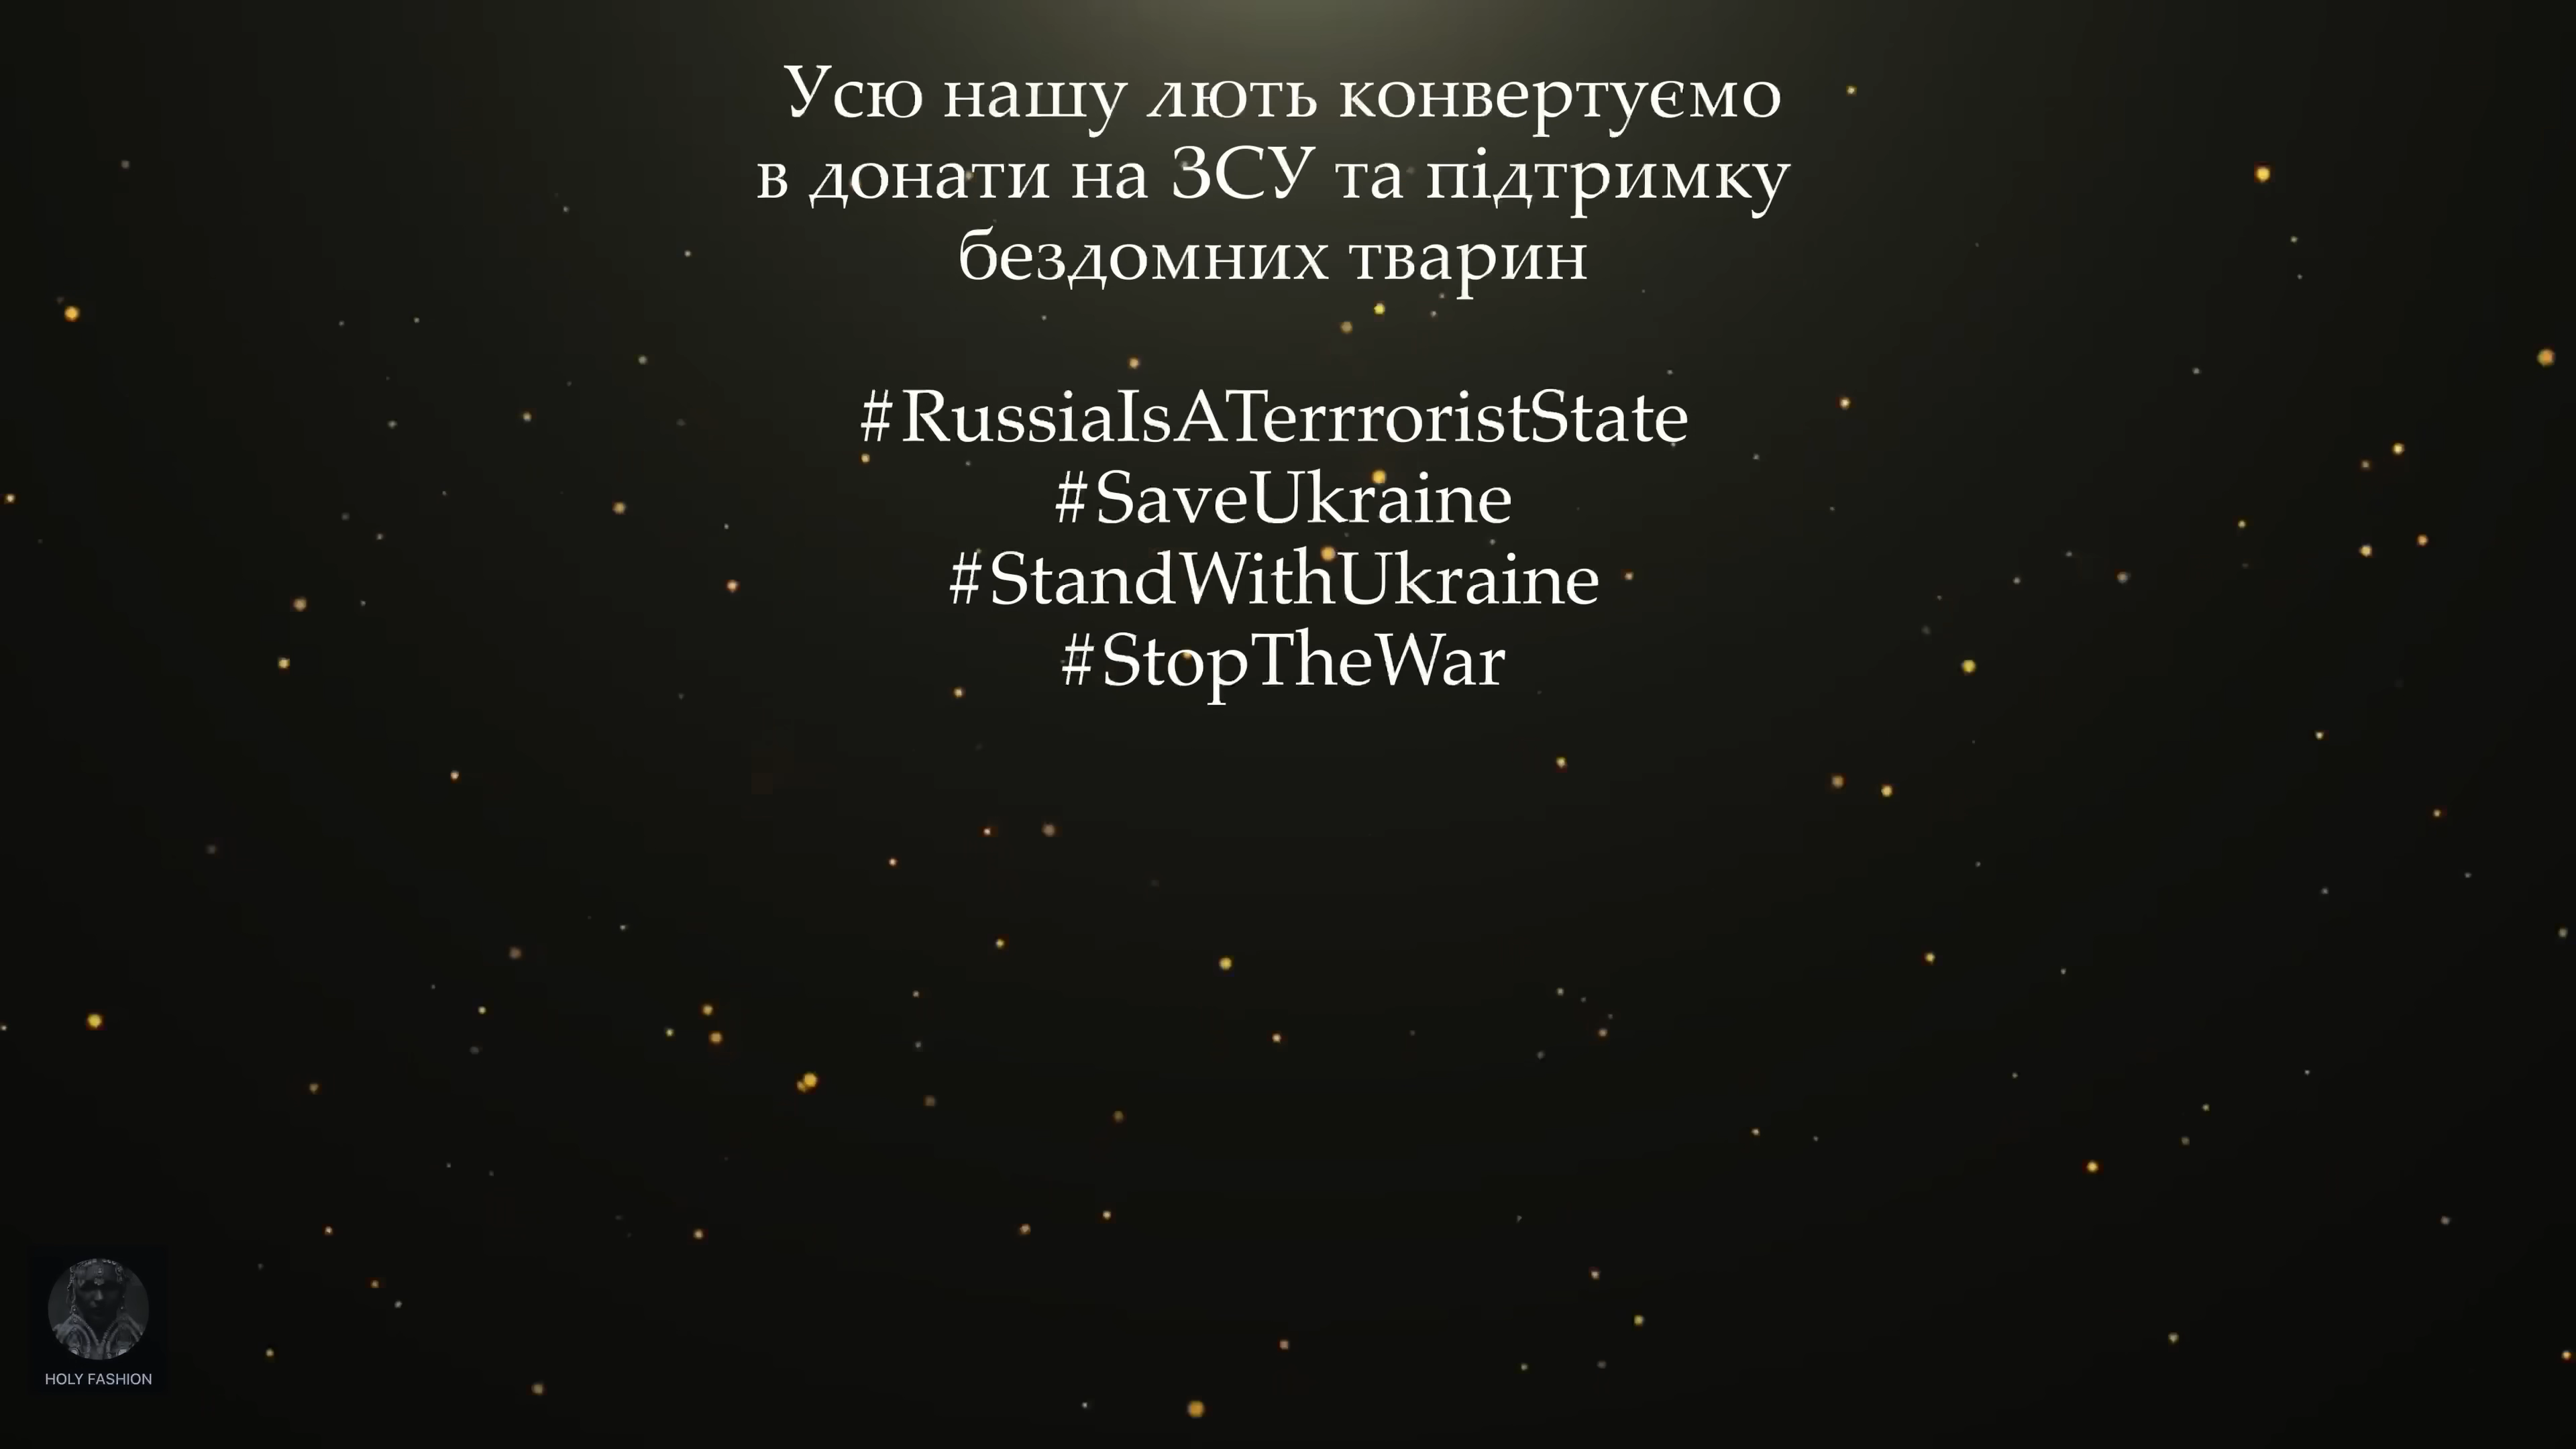 Усю нашу лють конвертуємо
в донати на ЗСУ та підтримку
бездомних тварин
#RussiaIsATerrroristState
#SaveUkraine
#StandWithUkraine
#StopTheWar
HOLY FASHION